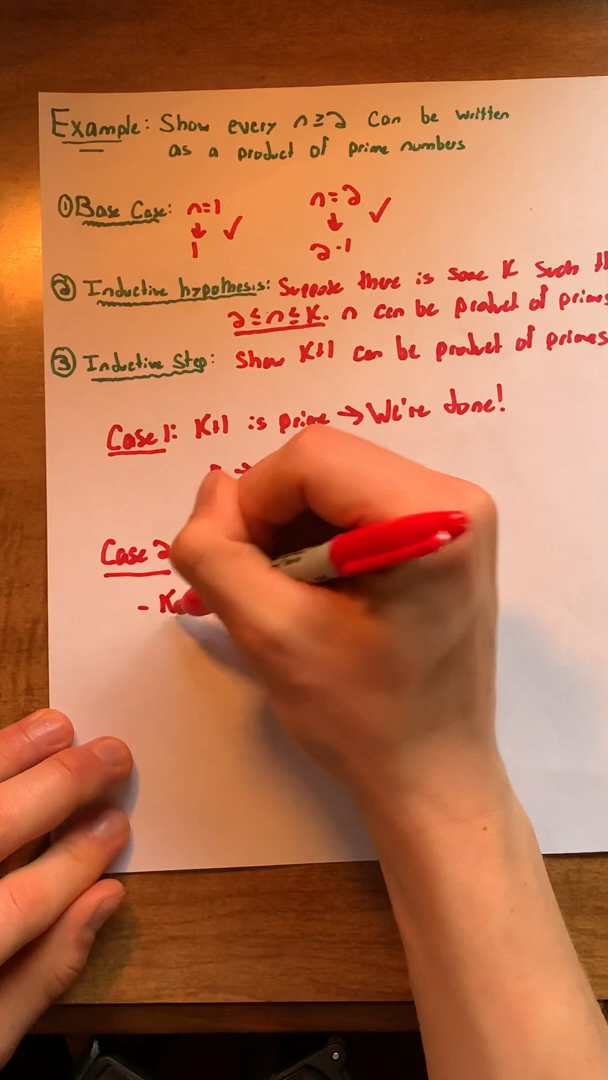 Example: Show every n≥2 can be written
as a product of prime numbers
① Base Case: n=1 n=2
↓ ✓ ↓ ✓
1 2·1
② Inductive hypothesis: Suppose there is some K such
2≤n≤K. n can be product of primes
③ Inductive Step: Show K+1 can be product of primes
Case 1: K+1 is prime → We're done!
Case 2
- K